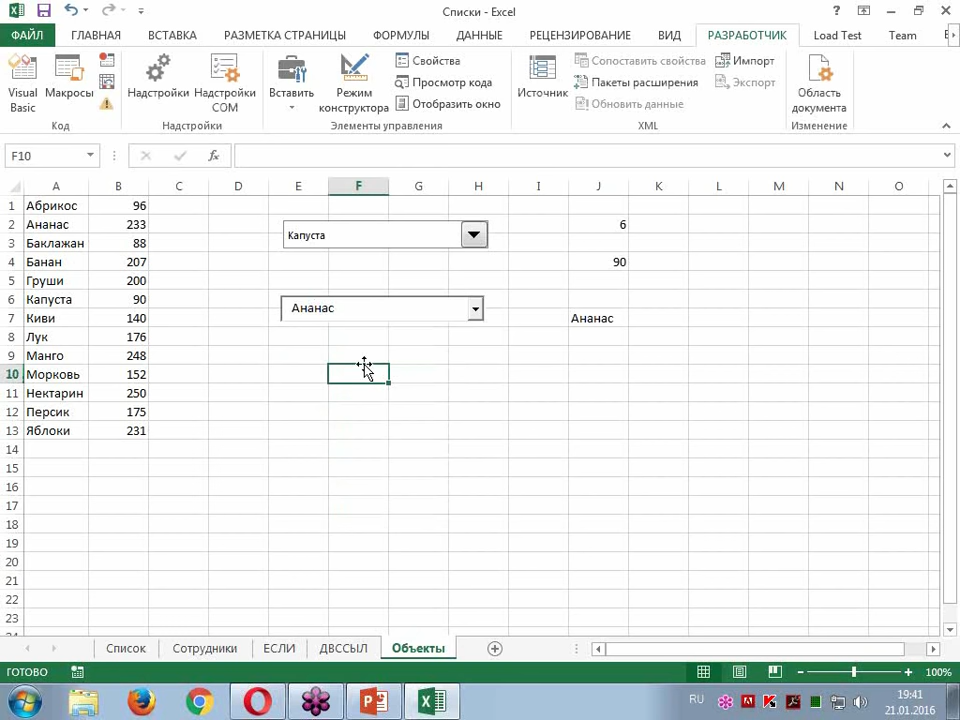 Списки - Excel
ФАЙЛ ГЛАВНАЯ ВСТАВКА РАЗМЕТКА СТРАНИЦЫ ФОРМУЛЫ ДАННЫЕ РЕЦЕНЗИРОВАНИЕ ВИД РАЗРАБОТЧИК Load Test Team
Visual Basic
Макросы
Код
Надстройки
Надстройки COM
Надстройки
Вставить
Режим конструктора
Свойства
Просмотр кода
Отобразить окно
Элементы управления
Источник
Сопоставить свойства
Пакеты расширения
Обновить данные
Импорт
Экспорт
XML
Область документа
Изменение
F10 fx
A B C D E F G H I J K L M N O
1 Абрикос 96
2 Ананас 233 6
Капуста
3 Баклажан 88
4 Банан 207 90
5 Груши 200
6 Капуста 90
Ананас
7 Киви 140 Ананас
8 Лук 176
9 Манго 248
10 Морковь 152
11 Нектарин 250
12 Персик 175
13 Яблоки 231
14
15
16
17
18
19
20
21
22
23
Список Сотрудники ЕСЛИ ДВССЫЛ Объекты
ГОТОВО 100%
RU 19:41
21.01.2016